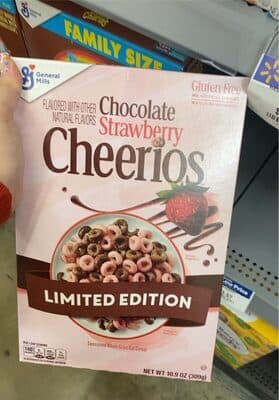 FAMILY SIZE
General
Mills
Gluten Free
FLAVORED WITH OTHER
NATURAL FLAVORS
Chocolate
Strawberry
Cheerios
LIMITED EDITION
140
NET WT 10.9 OZ (309g)